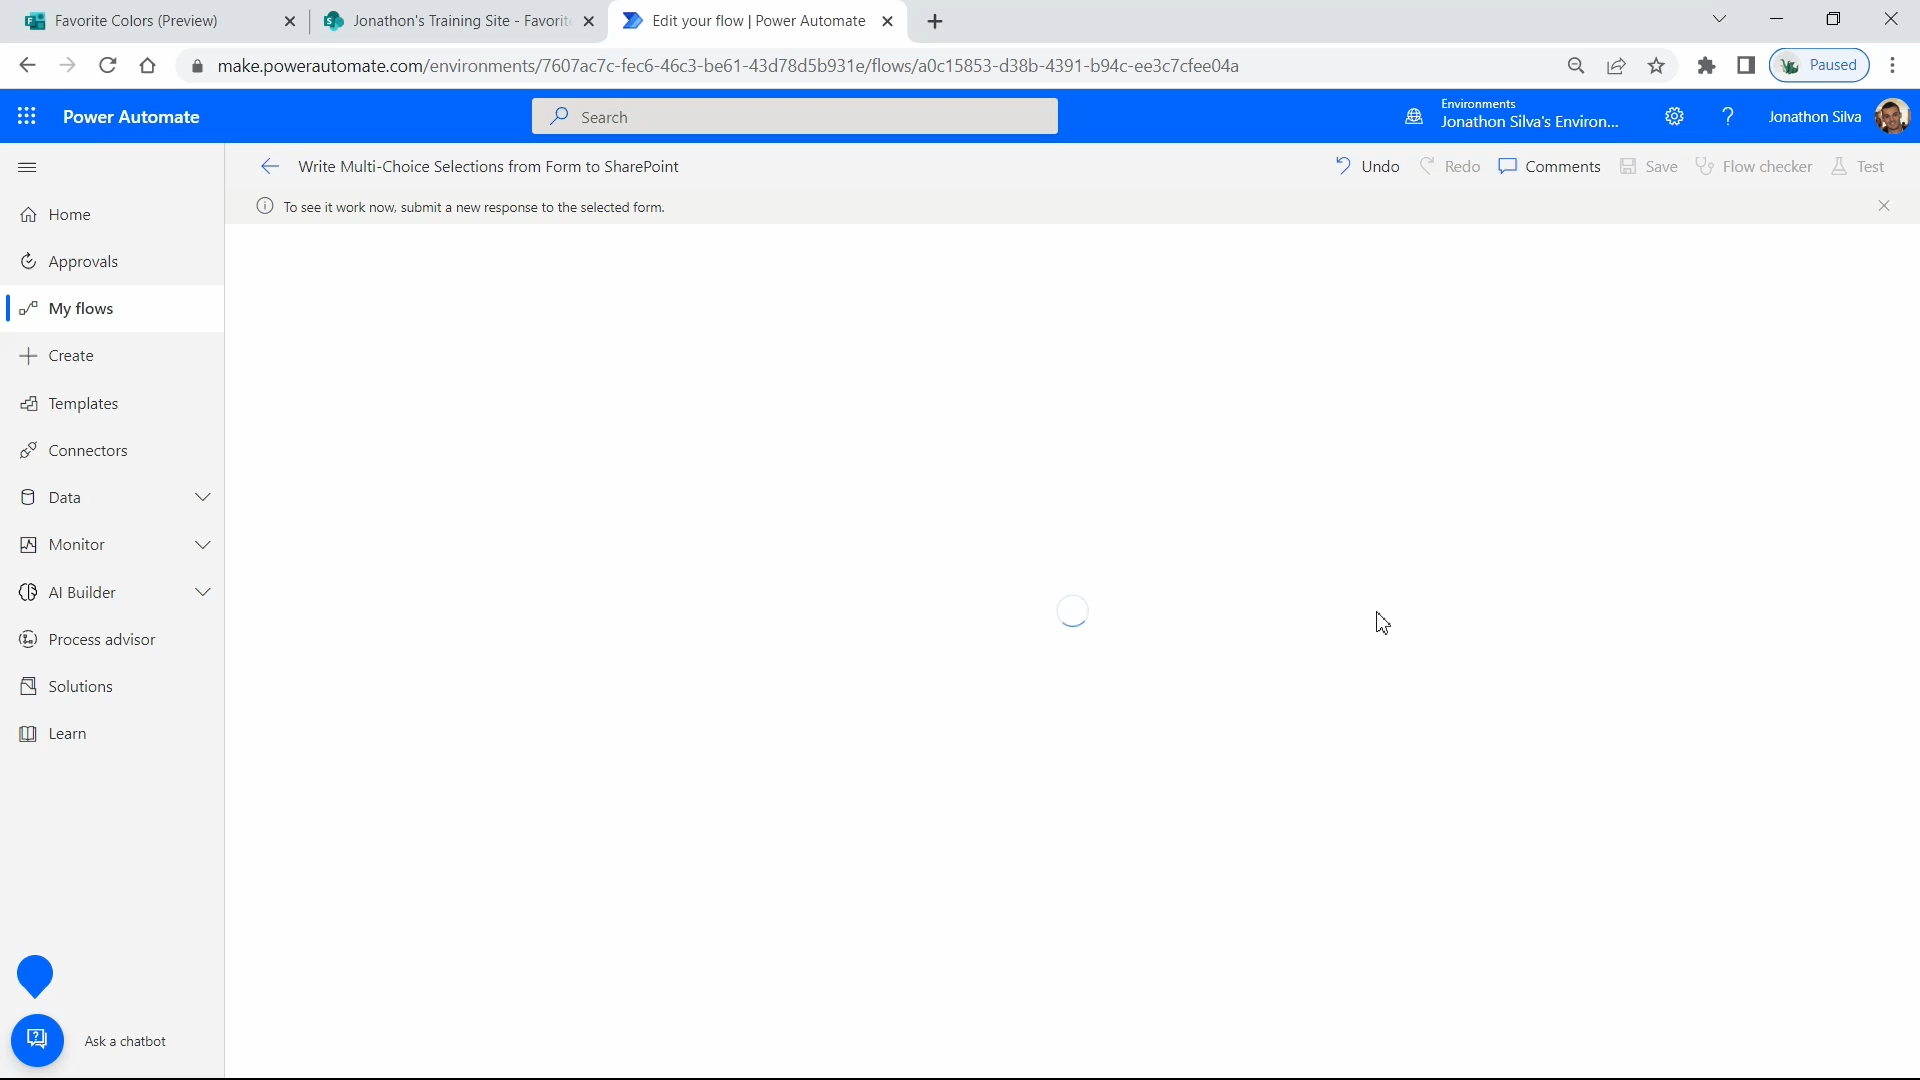 Favorite Colors (Preview)
Jonathon's Training Site - Favorit
Edit your flow | Power Automate
make.powerautomate.com/environments/7607ac7c-fec6-46c3-be61-43d78d5b931e/flows/a0c15853-d38b-4391-b94c-ee3c7cfee04a
Paused
Power Automate
Search
Environments
Jonathon Silva's Environ...
Jonathon Silva
Write Multi-Choice Selections from Form to SharePoint
Undo
Redo
Comments
Save
Flow checker
Test
To see it work now, submit a new response to the selected form.
Home
Approvals
My flows
Create
Templates
Connectors
Data
Monitor
AI Builder
Process advisor
Solutions
Learn
Ask a chatbot